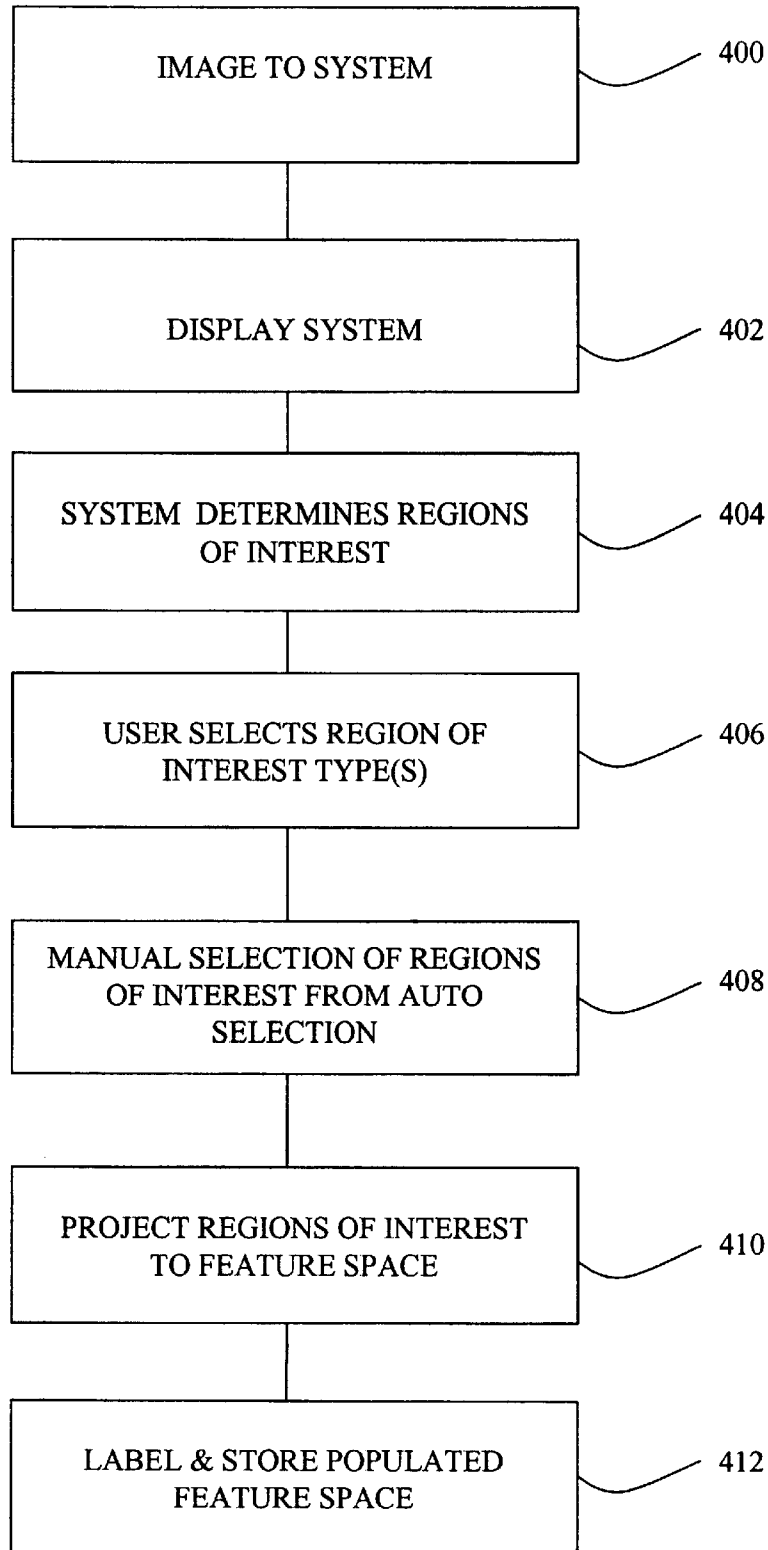 IMAGE TO SYSTEM
400
DISPLAY SYSTEM
402
SYSTEM DETERMINES REGIONS
OF INTEREST
404
USER SELECTS REGION OF
INTEREST TYPE(S)
406
MANUAL SELECTION OF REGIONS
OF INTEREST FROM AUTO
SELECTION
408
PROJECT REGIONS OF INTEREST
TO FEATURE SPACE
410
LABEL & STORE POPULATED
FEATURE SPACE
412